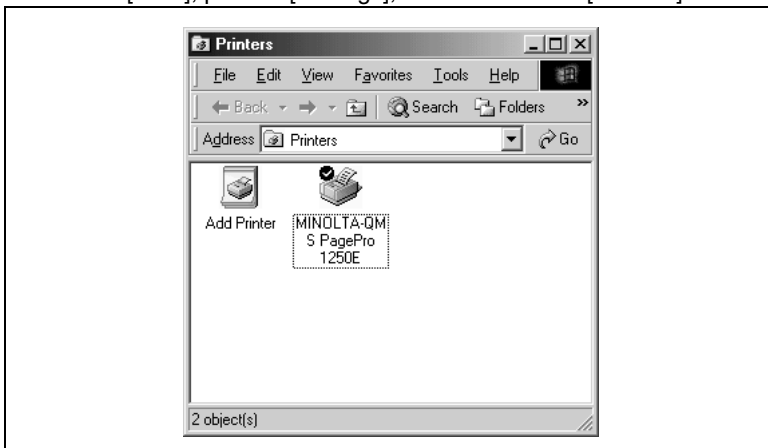 Printers
File Edit View Favorites Tools Help
Back Search Folders »
Address Printers Go
Add Printer
MINOLTA-QM
S PagePro
1250E
2 object(s)